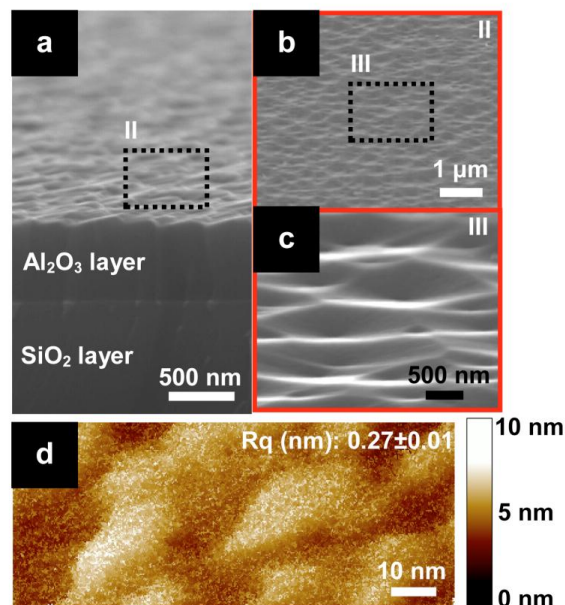 a
II
Al₂O₃ layer
SiO₂ layer
500 nm
b
II
III
1 µm
c
III
500 nm
d
Rq (nm): 0.27±0.01
10 nm
10 nm
5 nm
0 nm